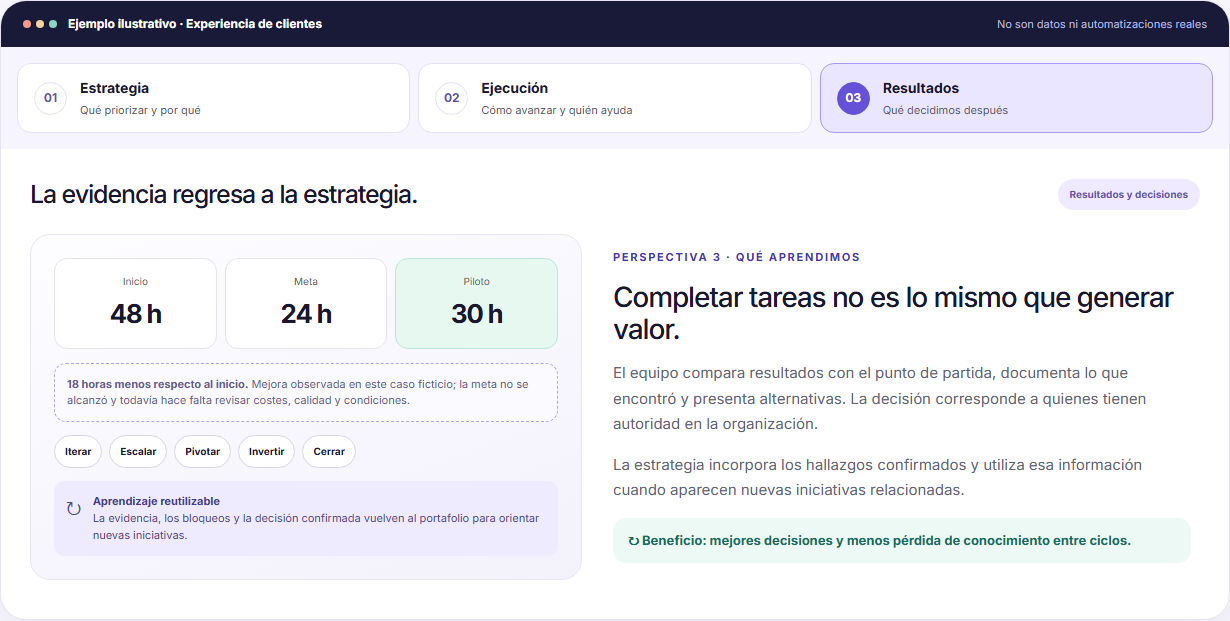 Ejemplo ilustrativo · Experiencia de clientes
No son datos ni automatizaciones reales
01
Estrategia
Qué priorizar y por qué
02
Ejecución
Cómo avanzar y quién ayuda
03
Resultados
Qué decidimos después
La evidencia regresa a la estrategia.
Resultados y decisiones
Inicio
48 h
Meta
24 h
Piloto
30 h
18 horas menos respecto al inicio. Mejora observada en este caso ficticio; la meta no se
alcanzó y todavía hace falta revisar costes, calidad y condiciones.
Iterar
Escalar
Pivotar
Invertir
Cerrar
↻ Aprendizaje reutilizable
La evidencia, los bloqueos y la decisión confirmada vuelven al portafolio para orientar
nuevas iniciativas.
PERSPECTIVA 3 · QUÉ APRENDIMOS
Completar tareas no es lo mismo que generar
valor.
El equipo compara resultados con el punto de partida, documenta lo que
encontró y presenta alternativas. La decisión corresponde a quienes tienen
autoridad en la organización.
La estrategia incorpora los hallazgos confirmados y utiliza esa información
cuando aparecen nuevas iniciativas relacionadas.
↻ Beneficio: mejores decisiones y menos pérdida de conocimiento entre ciclos.